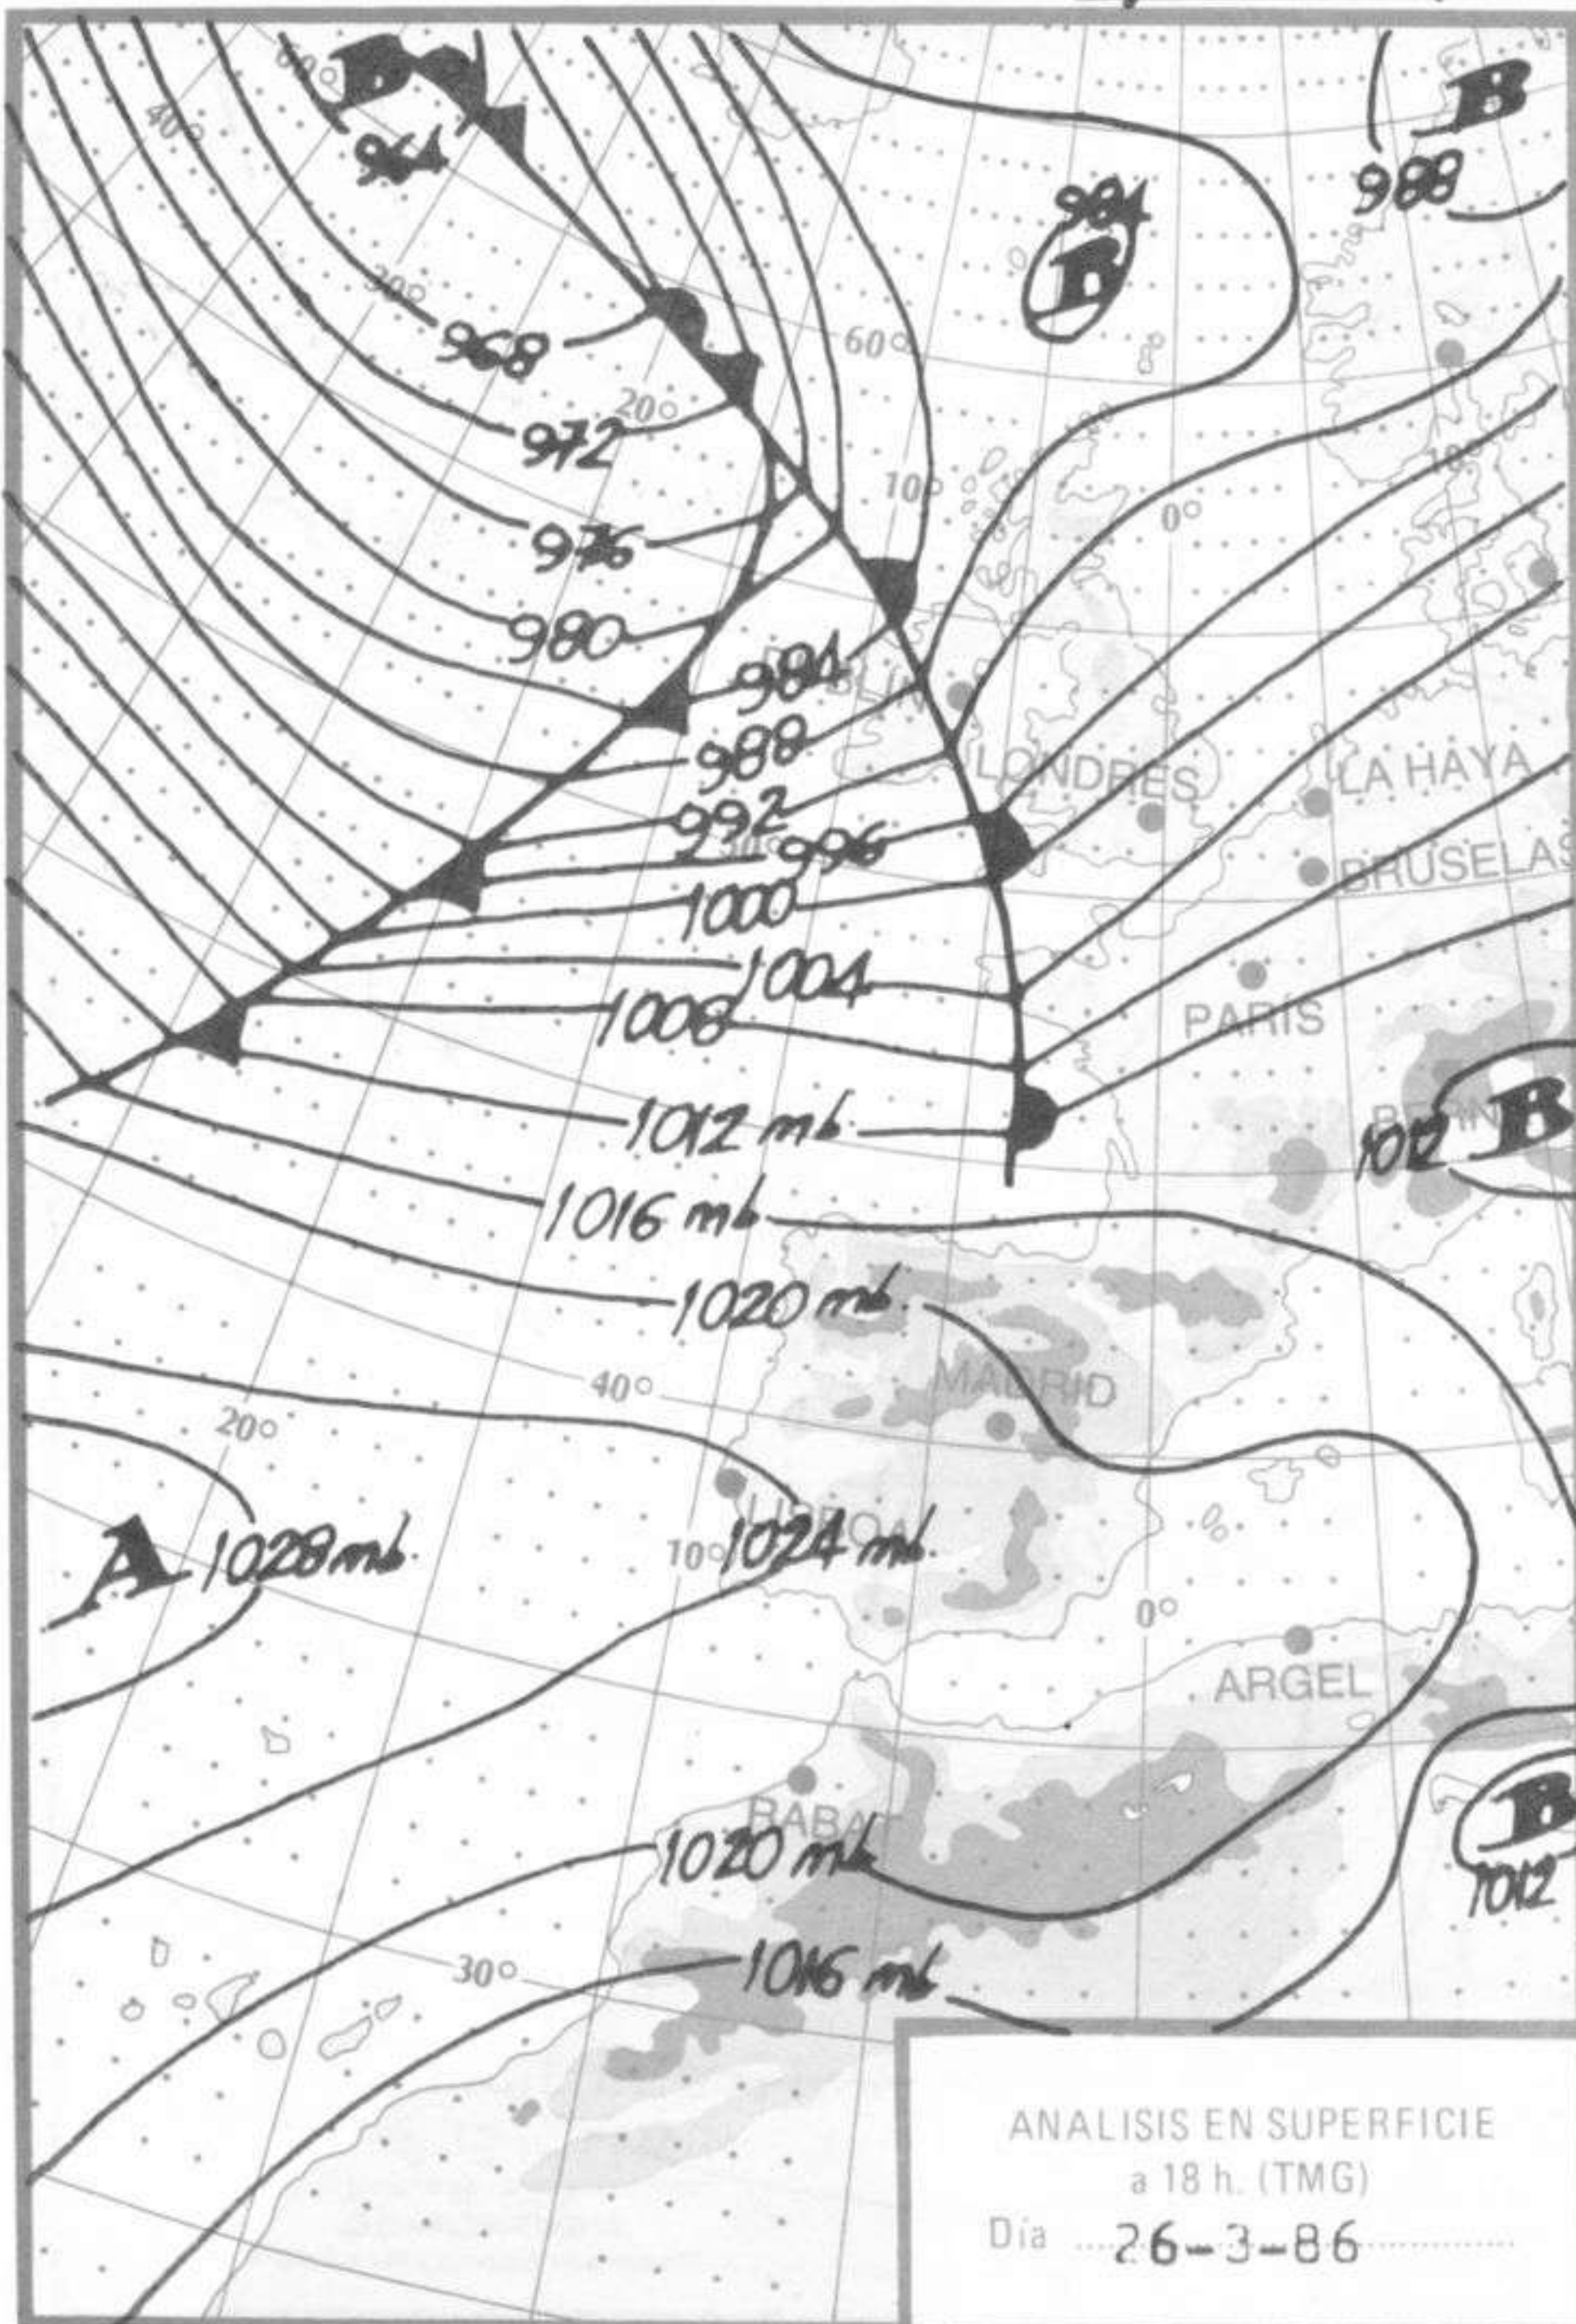 60°
B
B
40°
964
988
984
B
30°
968
60°
20°
972
10°
10°
0°
976
980
984
988
LONDRES
LA HAYA
992
996
BRUSELAS
1000
1004
1008
PARIS
1012 mb.
B
1012
1016 mb.
1020 mb.
MADRID
40°
20°
LISBOA
A 1028 mb.
10°
1024 mb.
0°
ARGEL
RABAT
1020 mb
B
1012
30°
1016 mb
ANALISIS EN SUPERFICIE
a 18 h. (TMG)
Día 26-3-86